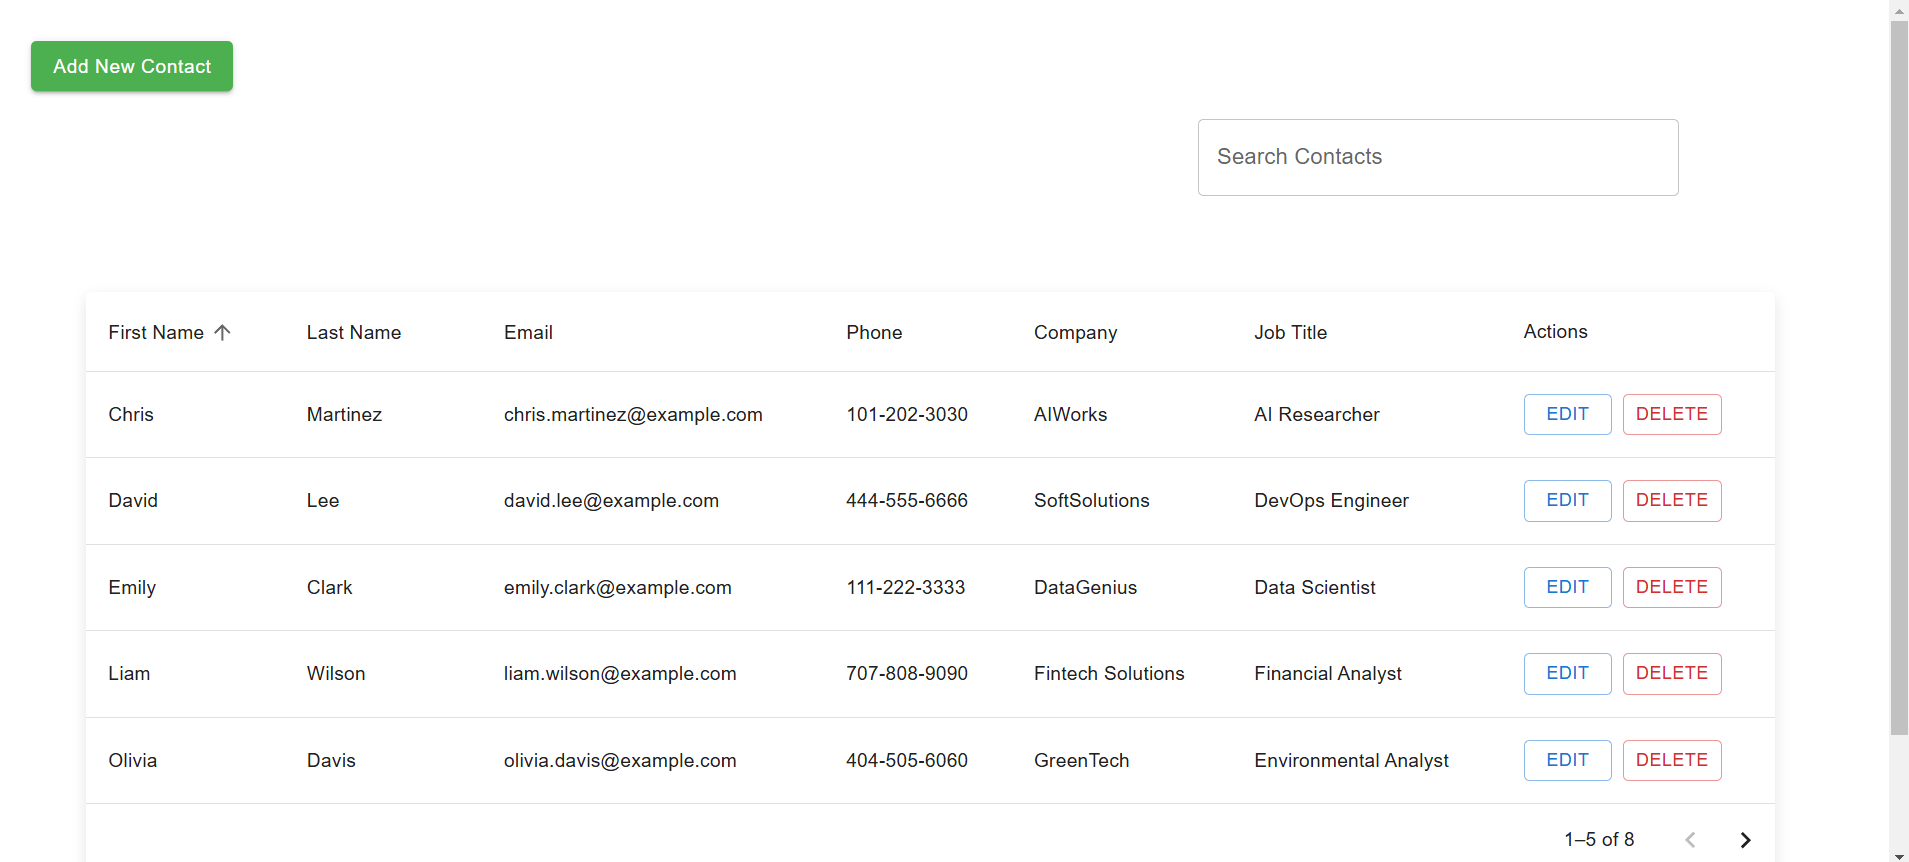 Add New Contact
Search Contacts
First Name Last Name Email Phone Company Job Title Actions
Chris Martinez chris.martinez@example.com 101-202-3030 AIWorks AI Researcher EDIT DELETE
David Lee david.lee@example.com 444-555-6666 SoftSolutions DevOps Engineer EDIT DELETE
Emily Clark emily.clark@example.com 111-222-3333 DataGenius Data Scientist EDIT DELETE
Liam Wilson liam.wilson@example.com 707-808-9090 Fintech Solutions Financial Analyst EDIT DELETE
Olivia Davis olivia.davis@example.com 404-505-6060 GreenTech Environmental Analyst EDIT DELETE
1–5 of 8